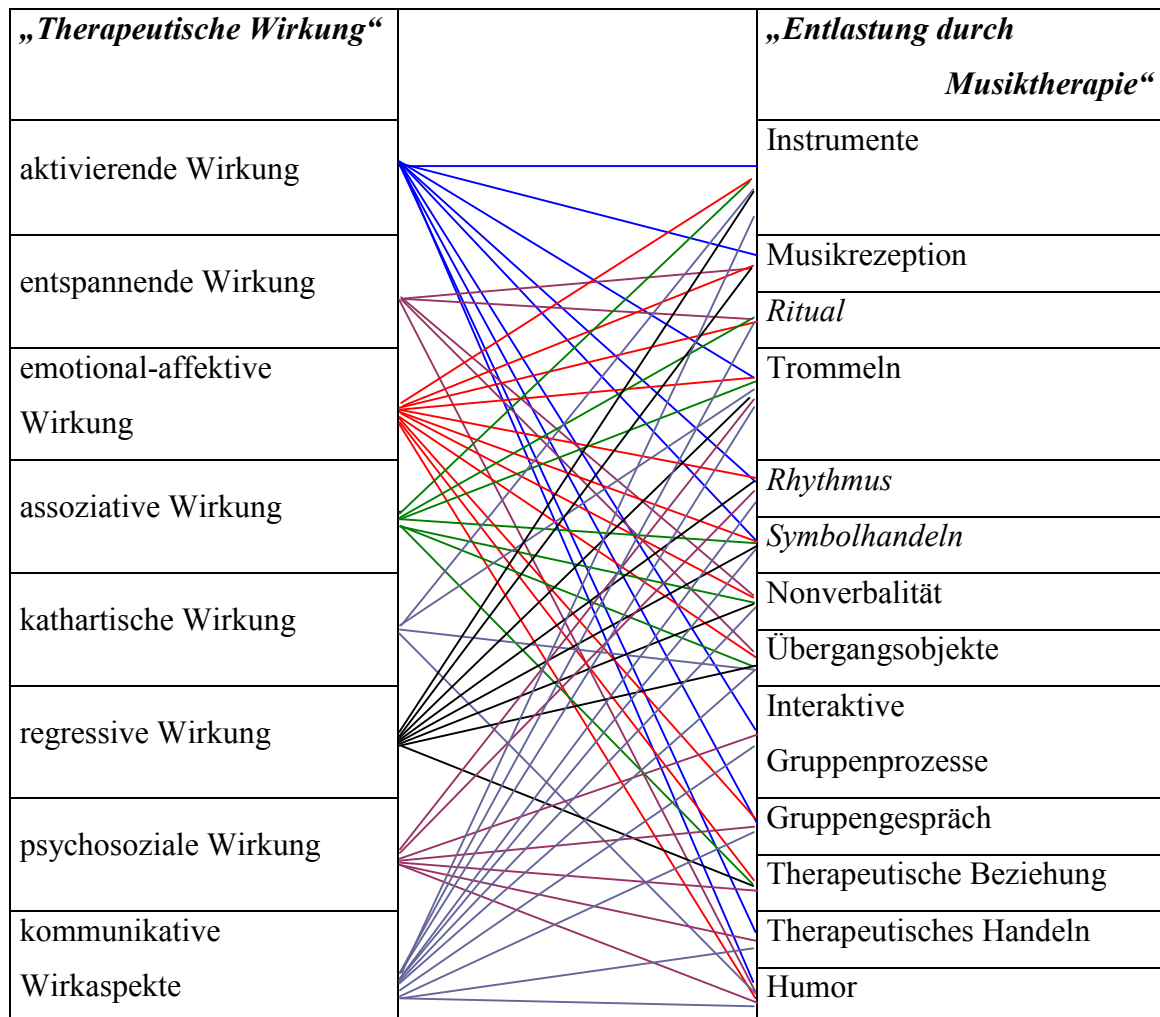 „Therapeutische Wirkung“
aktivierende Wirkung
entspannende Wirkung
emotional-affektive
Wirkung
assoziative Wirkung
kathartische Wirkung
regressive Wirkung
psychosoziale Wirkung
kommunikative
Wirkaspekte
„Entlastung durch
Musiktherapie“
Instrumente
Musikrezeption
Ritual
Trommeln
Rhythmus
Symbolhandeln
Nonverbalität
Übergangsobjekte
Interaktive
Gruppenprozesse
Gruppengespräch
Therapeutische Beziehung
Therapeutisches Handeln
Humor